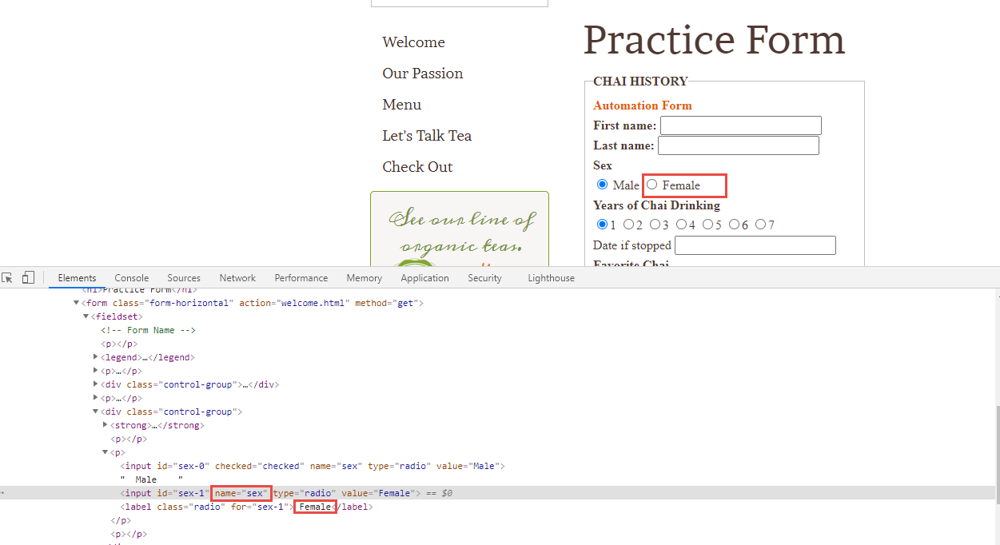 Welcome
Our Passion
Menu
Let's Talk Tea
Check Out
See our line of
organic teas.
Practice Form
CHAI HISTORY
Automation Form
First name:
Last name:
Sex
Male Female
Years of Chai Drinking
1 2 3 4 5 6 7
Date if stopped
Favorite Chai
Elements Console Sources Network Performance Memory Application Security Lighthouse
<h1>Practice Form</h1>
<form class="form-horizontal" action="welcome.html" method="get">
<fieldset>
<!-- Form Name -->
<p></p>
<legend>…</legend>
<p>…</p>
<div class="control-group">…</div>
<p>…</p>
<div class="control-group">
<strong>…</strong>
<p></p>
<p>
<input id="sex-0" checked="checked" name="sex" type="radio" value="Male">
" Male "
<input id="sex-1" name="sex" type="radio" value="Female"> == $0
<label class="radio" for="sex-1"> Female</label>
</p>
<p></p>